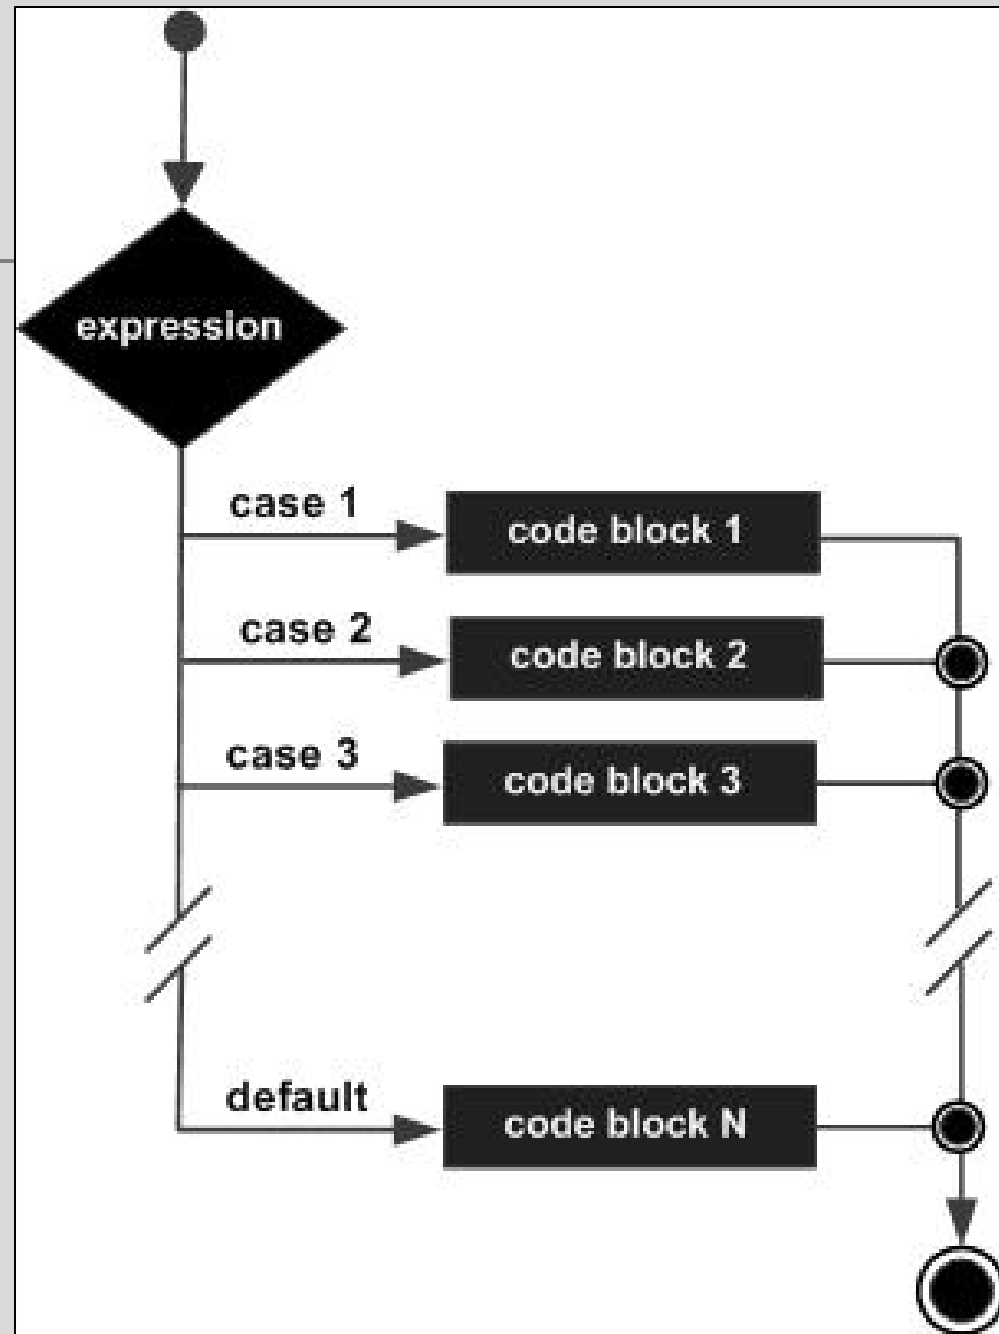 expression
case 1
code block 1
case 2
code block 2
case 3
code block 3
default
code block N